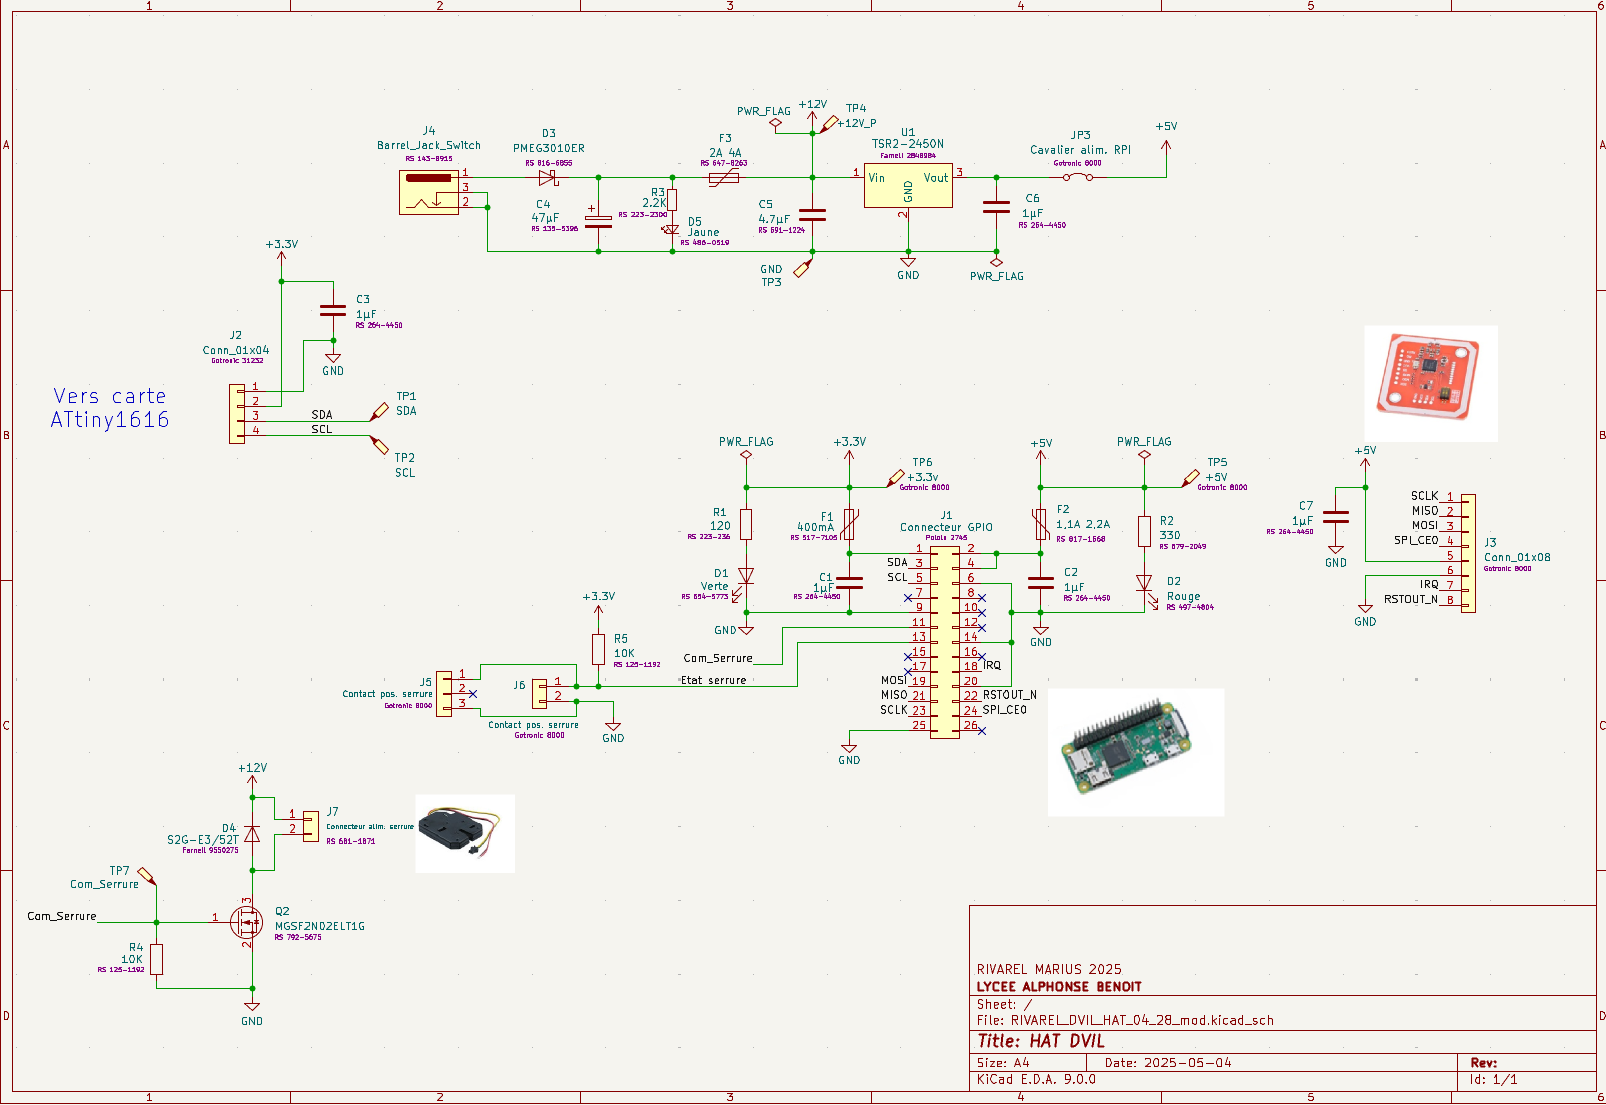 1 2 3 4 5 6
A
B
C
D
J4
Barrel_Jack_Switch
RS 143-8915
1
3
2
D3
PMEG3010ER
RS 816-6855
C4
47µF
R3
2.2K
RS 223-2300
D5
Jaune
RS 486-0519
F3
2A 4A
RS 647-8263
PWR_FLAG
+12V
TP4
+12V_P
C5
4.7µF
RS 691-1224
GND
TP3
U1
TSR2-2450N
Farnell 2848984
1
Vin
GND
Vout
3
2
GND
C6
1µF
RS 264-4450
PWR_FLAG
JP3
Cavalier alim. RPI
Gotronic 8000
+5V
+3.3V
C3
1µF
RS 264-4450
GND
J2
Conn_01x04
Gotronic 31232
1
2
3
4
SDA
SCL
TP1
SDA
TP2
SCL
Vers carte
ATtiny1616
PWR_FLAG
+3.3V
TP6
+3.3v
Gotronic 8000
R1
120
RS 223-236
F1
400mA
RS 517-7105
D1
Verte
RS 654-5773
C1
1µF
RS 264-4450
GND
J1
Connecteur GPIO
Pololu 2745
1 2
SDA 3 4
SCL 5 6
7 8
9 10
11 12
13 14
15 16
17 18 IRQ
MOSI 19 20
MISO 21 22 RSTOUT_N
SCLK 23 24 SPI_CE0
25 26
GND
+5V
PWR_FLAG
TP5
+5V
Gotronic 8000
F2
1,1A 2,2A
RS 817-1668
R2
330
RS 679-2049
C2
1µF
RS 264-4450
D2
Rouge
RS 497-4804
GND
+5V
C7
1µF
RS 264-4450
GND
SCLK 1
MISO 2
MOSI 3
SPI_CE0 4
5
6
IRQ 7
RSTOUT_N 8
J3
Conn_01x08
Gotronic 8000
GND
+3.3V
R5
10K
RS 125-1192
Com_Serrure
Etat serrure
J5
Contact pos. serrure
Gotronic 8000
1
2
3
J6
1
2
Contact pos. serrure
Gotronic 8000
GND
+12V
D4
S2G-E3/52T
Farnell 9550275
J7
1
2
Connecteur alim. serrure
RS 681-1871
TP7
Com_Serrure
Com_Serrure
1
3
2
Q2
MGSF2N02ELT1G
RS 792-5675
R4
10K
RS 125-1192
GND
RIVAREL MARIUS 2025
LYCEE ALPHONSE BENOIT
Sheet: /
File: RIVAREL_DVIL_HAT_04_28_mod.kicad_sch
Title: HAT DVIL
Size: A4
Date: 2025-05-04
Rev:
KiCad E.D.A. 9.0.0
Id: 1/1
A
B
C
D
1 2 3 4 5 6